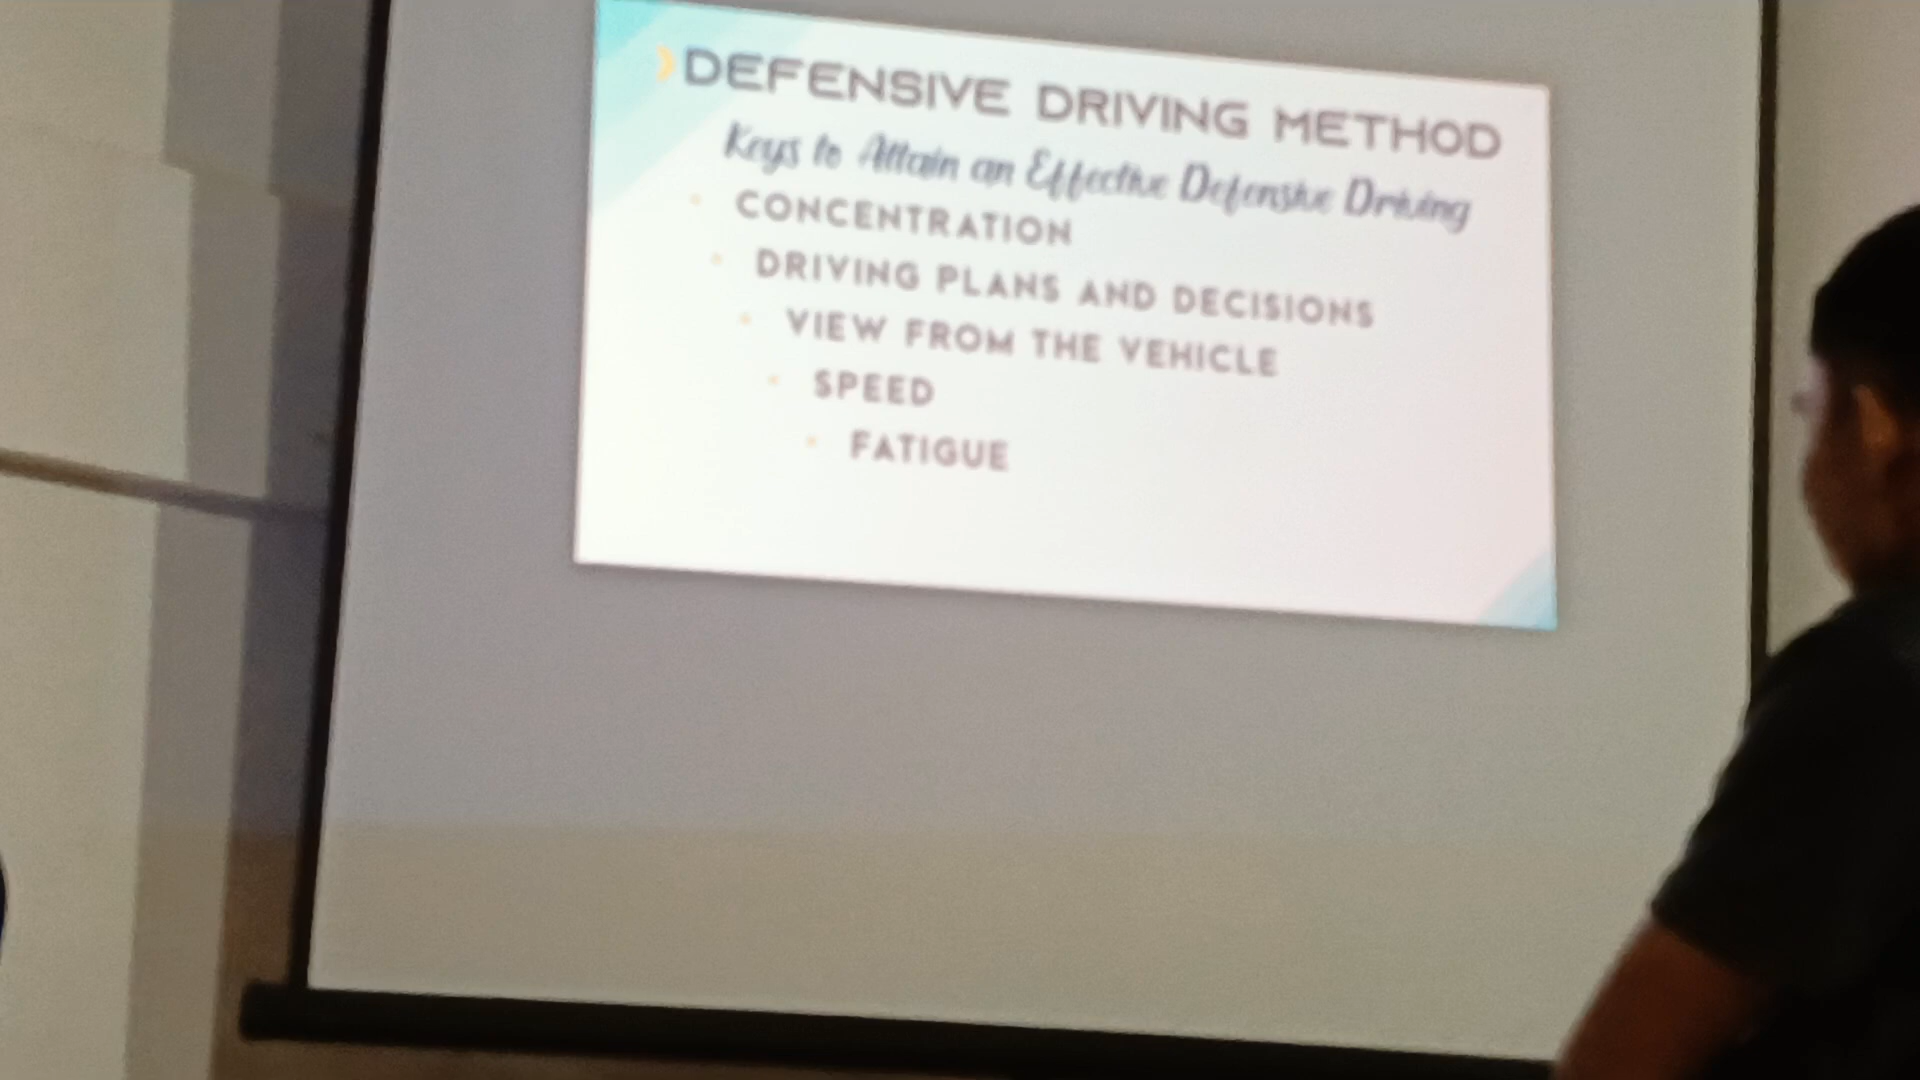 DEFENSIVE DRIVING METHOD
Keys to Attain an Effective Defensive Driving
CONCENTRATION
DRIVING PLANS AND DECISIONS
VIEW FROM THE VEHICLE
SPEED
FATIGUE